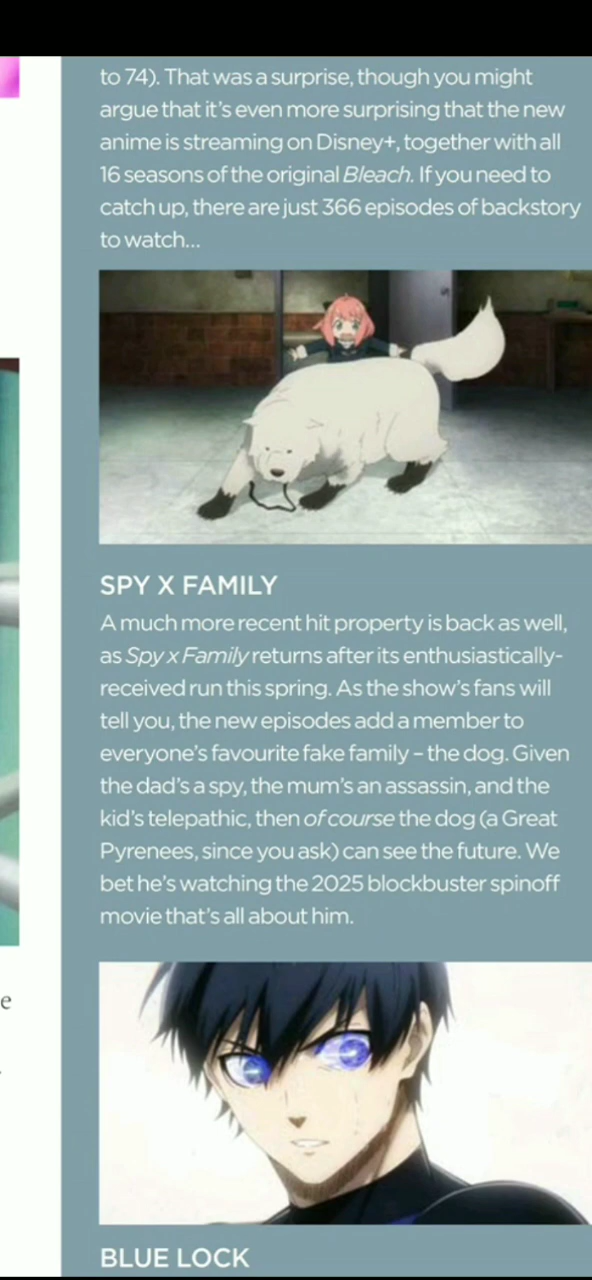 to 74). That was a surprise, though you might
argue that it's even more surprising that the new
anime is streaming on Disney+, together with all
16 seasons of the original Bleach. If you need to
catch up, there are just 366 episodes of backstory
to watch...
SPY X FAMILY
A much more recent hit property is back as well,
as Spy x Family returns after its enthusiastically-
received run this spring. As the show's fans will
tell you, the new episodes add a member to
everyone's favourite fake family – the dog. Given
the dad's a spy, the mum's an assassin, and the
kid's telepathic, then of course the dog (a Great
Pyrenees, since you ask) can see the future. We
bet he's watching the 2025 blockbuster spinoff
movie that's all about him.
e
BLUE LOCK